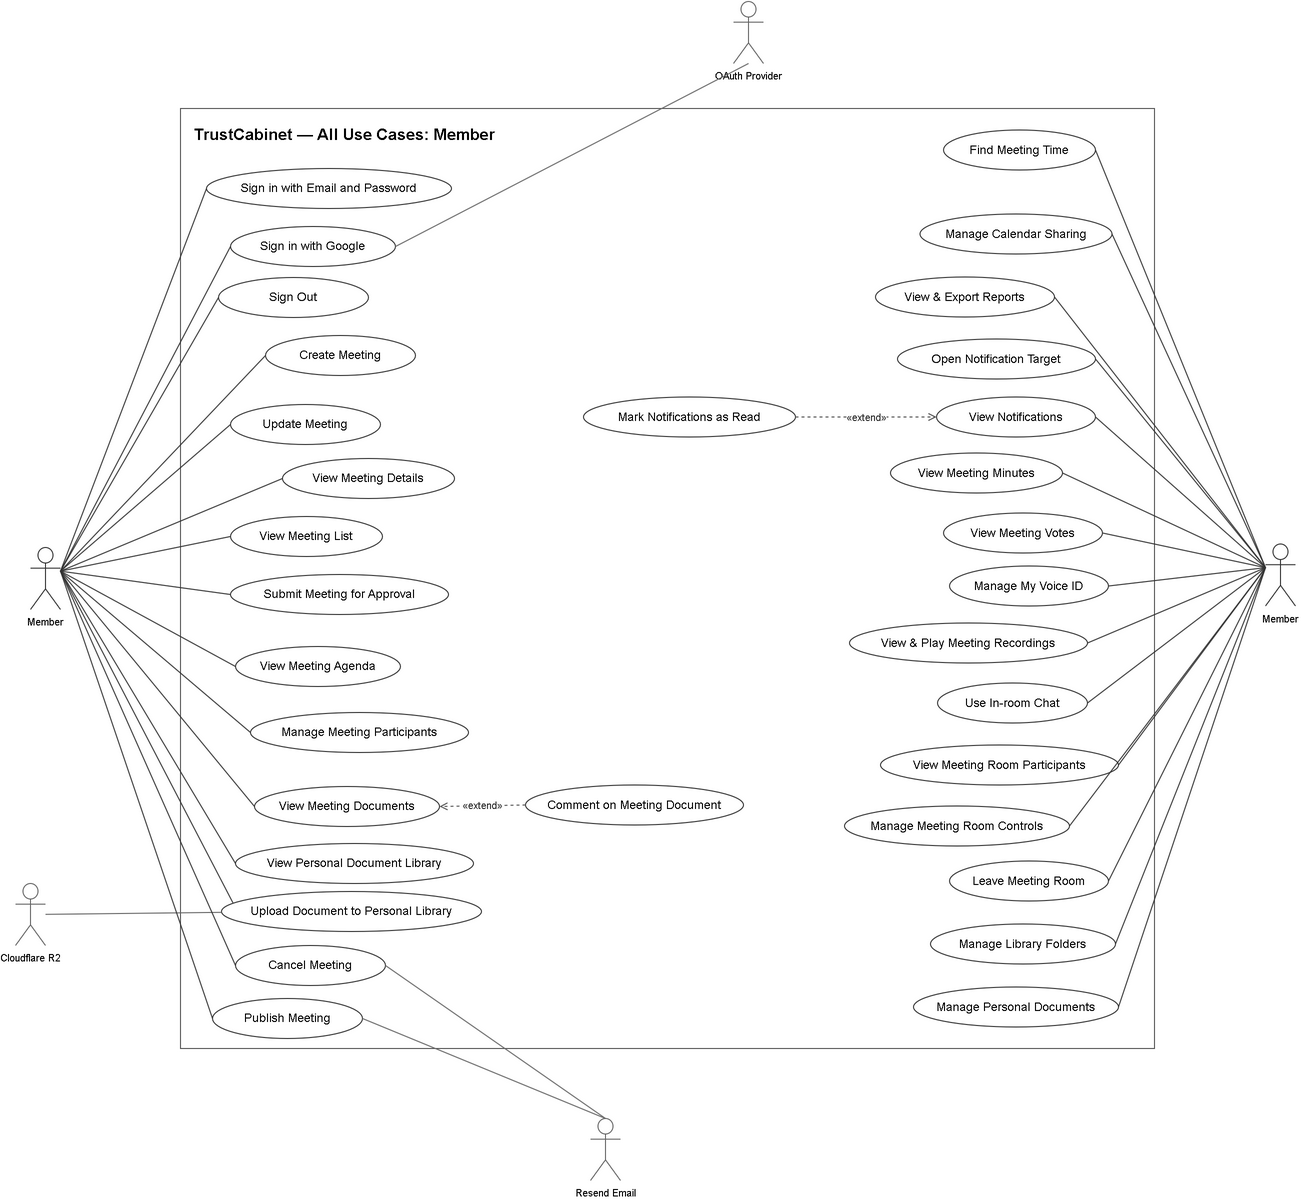 OAuth Provider
TrustCabinet — All Use Cases: Member
Sign in with Email and Password
Sign in with Google
Sign Out
Create Meeting
Update Meeting
View Meeting Details
View Meeting List
Submit Meeting for Approval
View Meeting Agenda
Manage Meeting Participants
View Meeting Documents
«extend»
Comment on Meeting Document
View Personal Document Library
Upload Document to Personal Library
Cancel Meeting
Publish Meeting
Member
Cloudflare R2
Mark Notifications as Read
«extend»
Find Meeting Time
Manage Calendar Sharing
View & Export Reports
Open Notification Target
View Notifications
View Meeting Minutes
View Meeting Votes
Manage My Voice ID
View & Play Meeting Recordings
Use In-room Chat
View Meeting Room Participants
Manage Meeting Room Controls
Leave Meeting Room
Manage Library Folders
Manage Personal Documents
Member
Resend Email